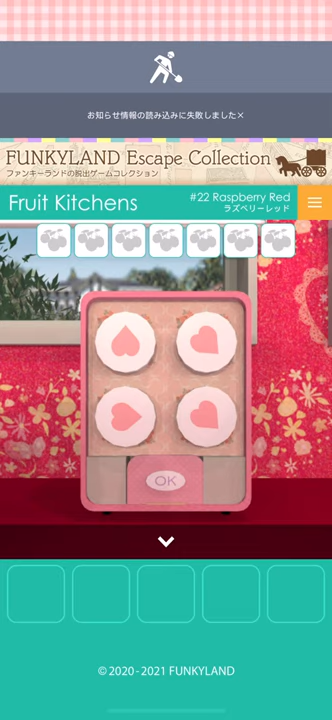 お知らせ情報の読み込みに失敗しました×
FUNKYLAND Escape Collection
ファンキーランドの脱出ゲームコレクション
Fruit Kitchens
#22 Raspberry Red
ラズベリーレッド
OK
©2020-2021 FUNKYLAND